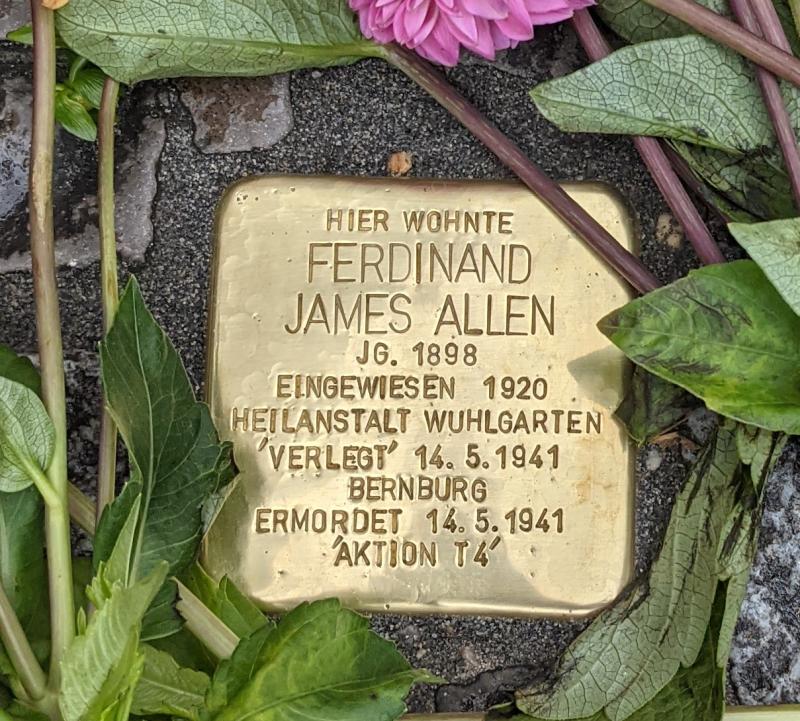 HIER WOHNTE
FERDINAND
JAMES ALLEN
JG. 1898
EINGEWIESEN 1920
HEILANSTALT WUHLGARTEN
'VERLEGT' 14.5.1941
BERNBURG
ERMORDET 14.5.1941
'AKTION T4'